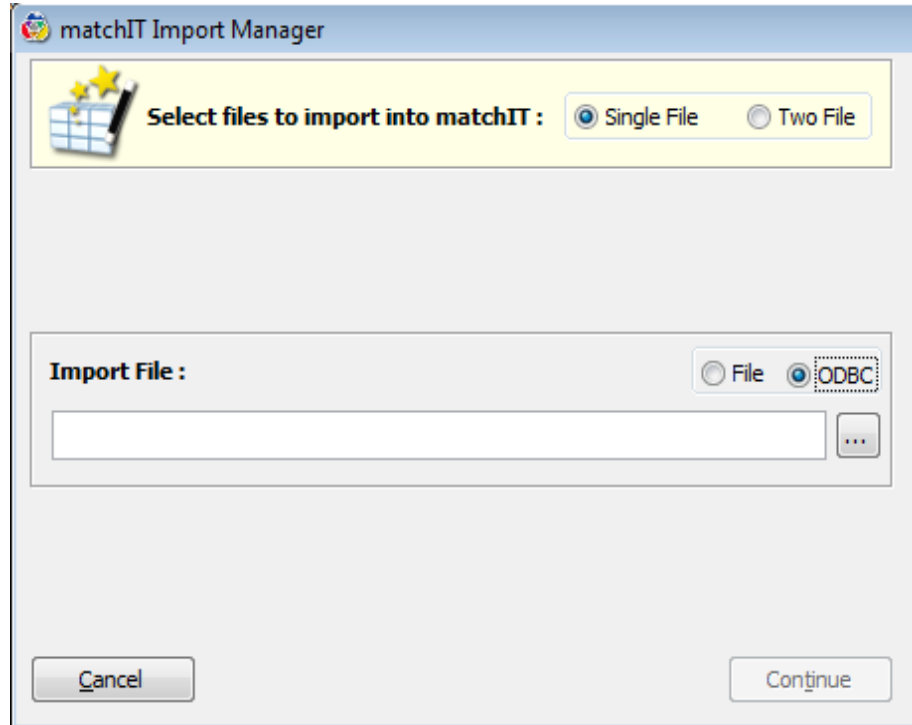 matchIT Import Manager
Select files to import into matchIT : Single File Two File
Import File : File ODBC
...
Cancel Continue